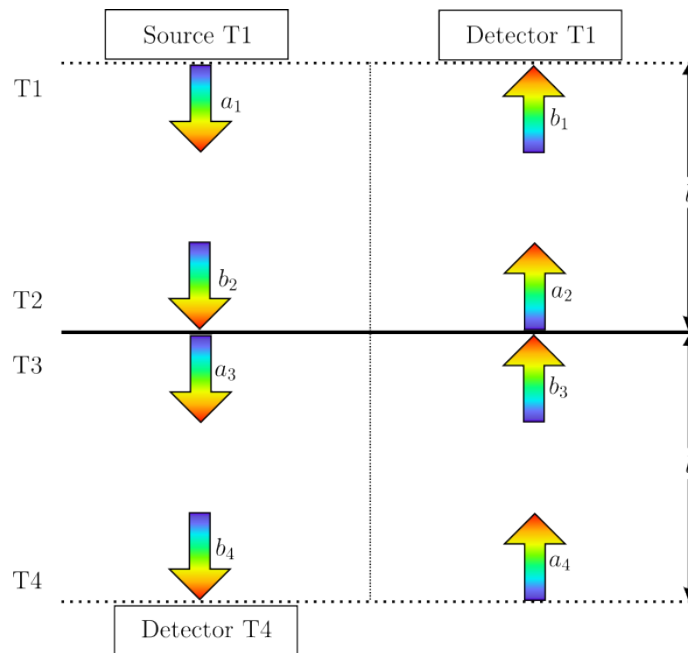 Source T1
Detector T1
T1
a₁
b₁
b₂
a₂
T2
T3
a₃
b₃
b₄
a₄
T4
Detector T4